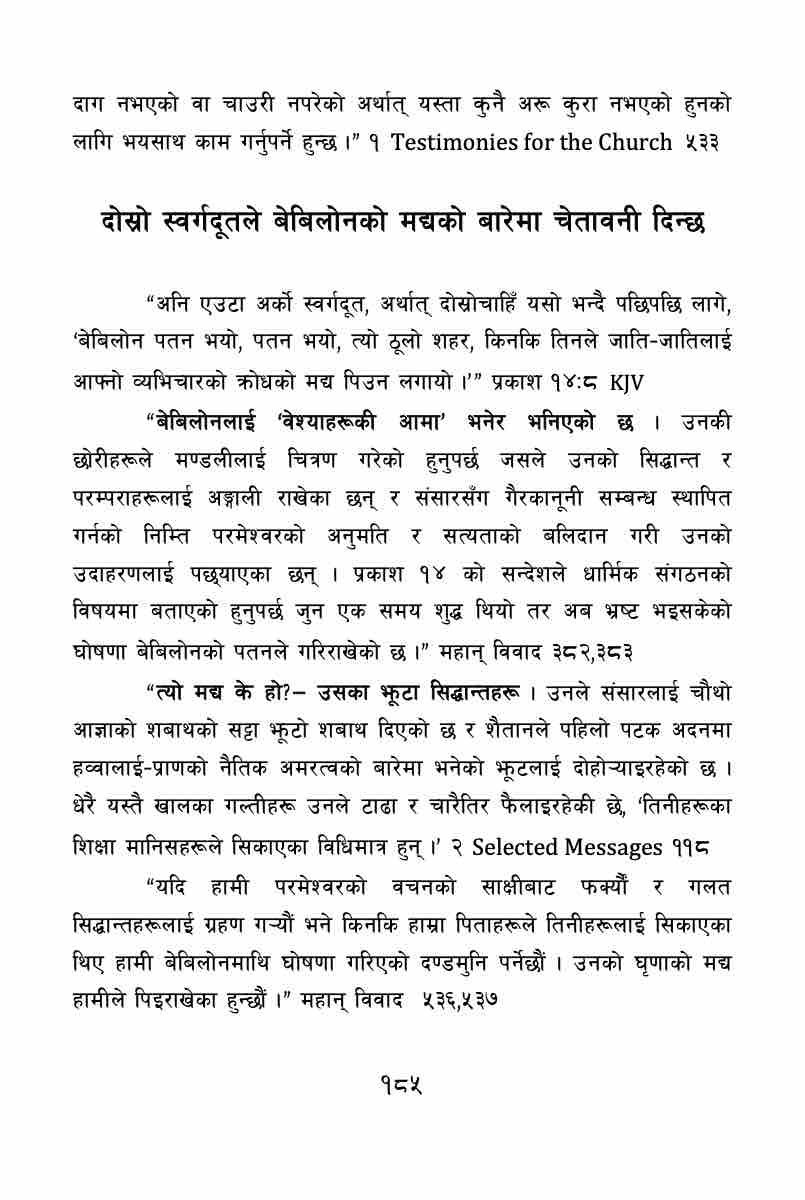 दाग नभएको वा चाउरी नपरेको अर्थात् यस्ता कुनै अरू कुरा नभएको हुनको
लागि भयसाथ काम गर्नुपर्ने हुन्छ ।” १ Testimonies for the Church ५३३
दोस्रो स्वर्गदूतले बेबिलोनको मद्यको बारेमा चेतावनी दिन्छ
“अनि एउटा अर्को स्वर्गदूत, अर्थात् दोस्रोचाहिँ यसो भन्दै पछिपछि लागे,
‘बेबिलोन पतन भयो, पतन भयो, त्यो ठूलो शहर, किनकि तिनले जाति-जातिलाई
आफ्नो व्यभिचारको क्रोधको मद्य पिउन लगायो ।’” प्रकाश १४:८ KJV
“बेबिलोनलाई ‘वेश्याहरूकी आमा’ भनेर भनिएको छ । उनकी
छोरीहरूले मण्डलीलाई चित्रण गरेको हुनुपर्छ जसले उनको सिद्धान्त र
परम्पराहरूलाई अङ्गाली राखेका छन् र संसारसँग गैरकानूनी सम्बन्ध स्थापित
गर्नको निम्ति परमेश्वरको अनुमति र सत्यताको बलिदान गरी उनको
उदाहरणलाई पछ्याएका छन् । प्रकाश १४ को सन्देशले धार्मिक संगठनको
विषयमा बताएको हुनुपर्छ जुन एक समय शुद्ध थियो तर अब भ्रष्ट भइसकेको
घोषणा बेबिलोनको पतनले गरिराखेको छ ।” महान् विवाद ३८२,३८३
“त्यो मद्य के हो?– उसका झूटा सिद्धान्तहरू । उनले संसारलाई चौथो
आज्ञाको शबाथको सट्टा झूटो शबाथ दिएको छ र शैतानले पहिलो पटक अदनमा
हव्वालाई-प्राणको नैतिक अमरत्वको बारेमा भनेको झूटलाई दोहोऱ्याइरहेको छ ।
धेरै यस्तै खालका गल्तीहरू उनले टाढा र चारैतिर फैलाइरहेकी छे, ‘तिनीहरूका
शिक्षा मानिसहरूले सिकाएका विधिमात्र हुन् ।’ २ Selected Messages ११८
“यदि हामी परमेश्वरको वचनको साक्षीबाट फर्क्यौं र गलत
सिद्धान्तहरूलाई ग्रहण गऱ्यौं भने किनकि हाम्रा पिताहरूले तिनीहरूलाई सिकाएका
थिए हामी बेबिलोनमाथि घोषणा गरिएको दण्डमुनि पर्नेछौं । उनको घृणाको मद्य
हामीले पिइराखेका हुन्छौं ।” महान् विवाद ५३६,५३७
१८५